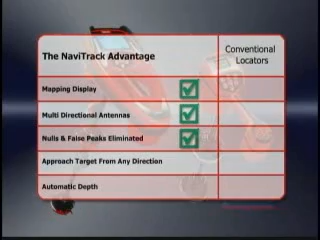 The NaviTrack Advantage
Conventional
Locators
Mapping Display
Multi Directional Antennas
Nulls & False Peaks Eliminated
Approach Target From Any Direction
Automatic Depth